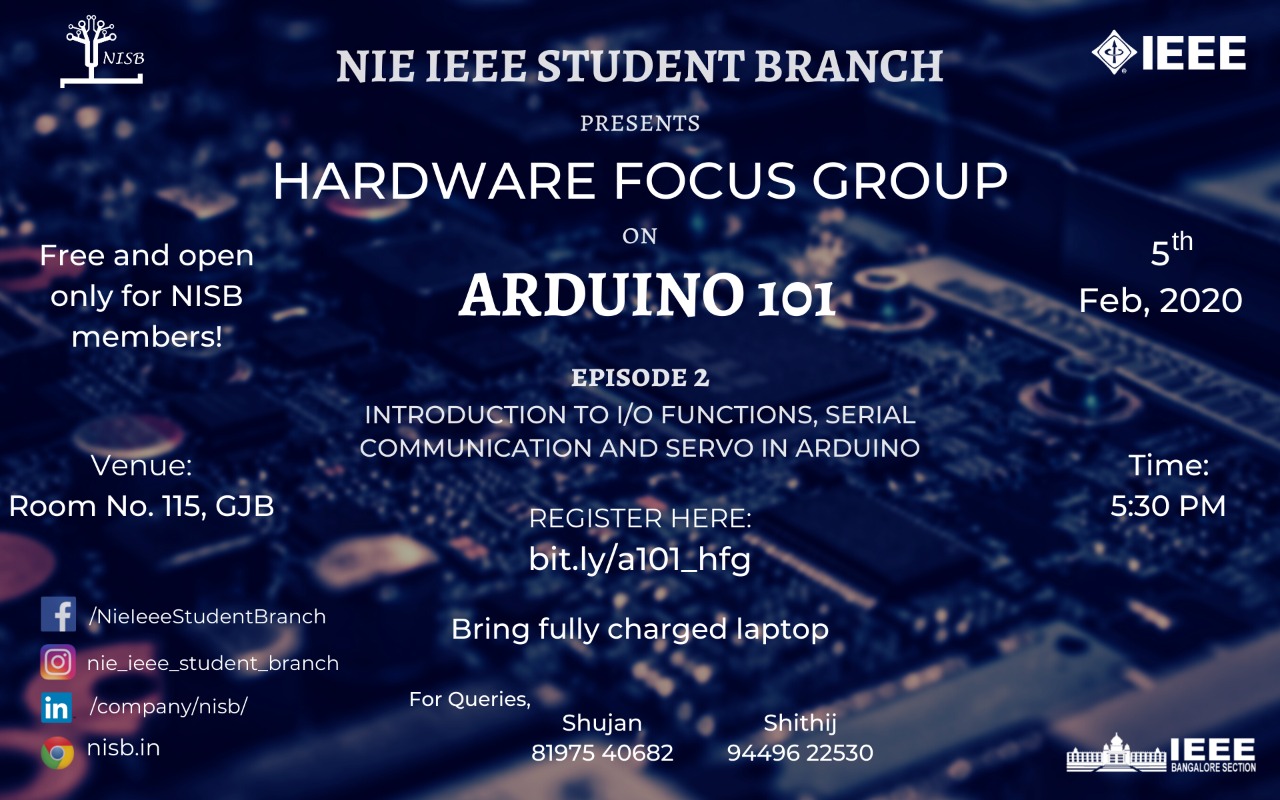 NISB
NIE IEEE STUDENT BRANCH
IEEE
PRESENTS
HARDWARE FOCUS GROUP
ON
ARDUINO 101
Free and open
only for NISB
members!
5th
Feb, 2020
EPISODE 2
INTRODUCTION TO I/O FUNCTIONS, SERIAL
COMMUNICATION AND SERVO IN ARDUINO
Venue:
Room No. 115, GJB
Time:
5:30 PM
REGISTER HERE:
bit.ly/a101_hfg
Bring fully charged laptop
/NieIeeeStudentBranch
nie_ieee_student_branch
/company/nisb/
nisb.in
For Queries,
Shujan
81975 40682
Shithij
94496 22530
IEEE
BANGALORE SECTION